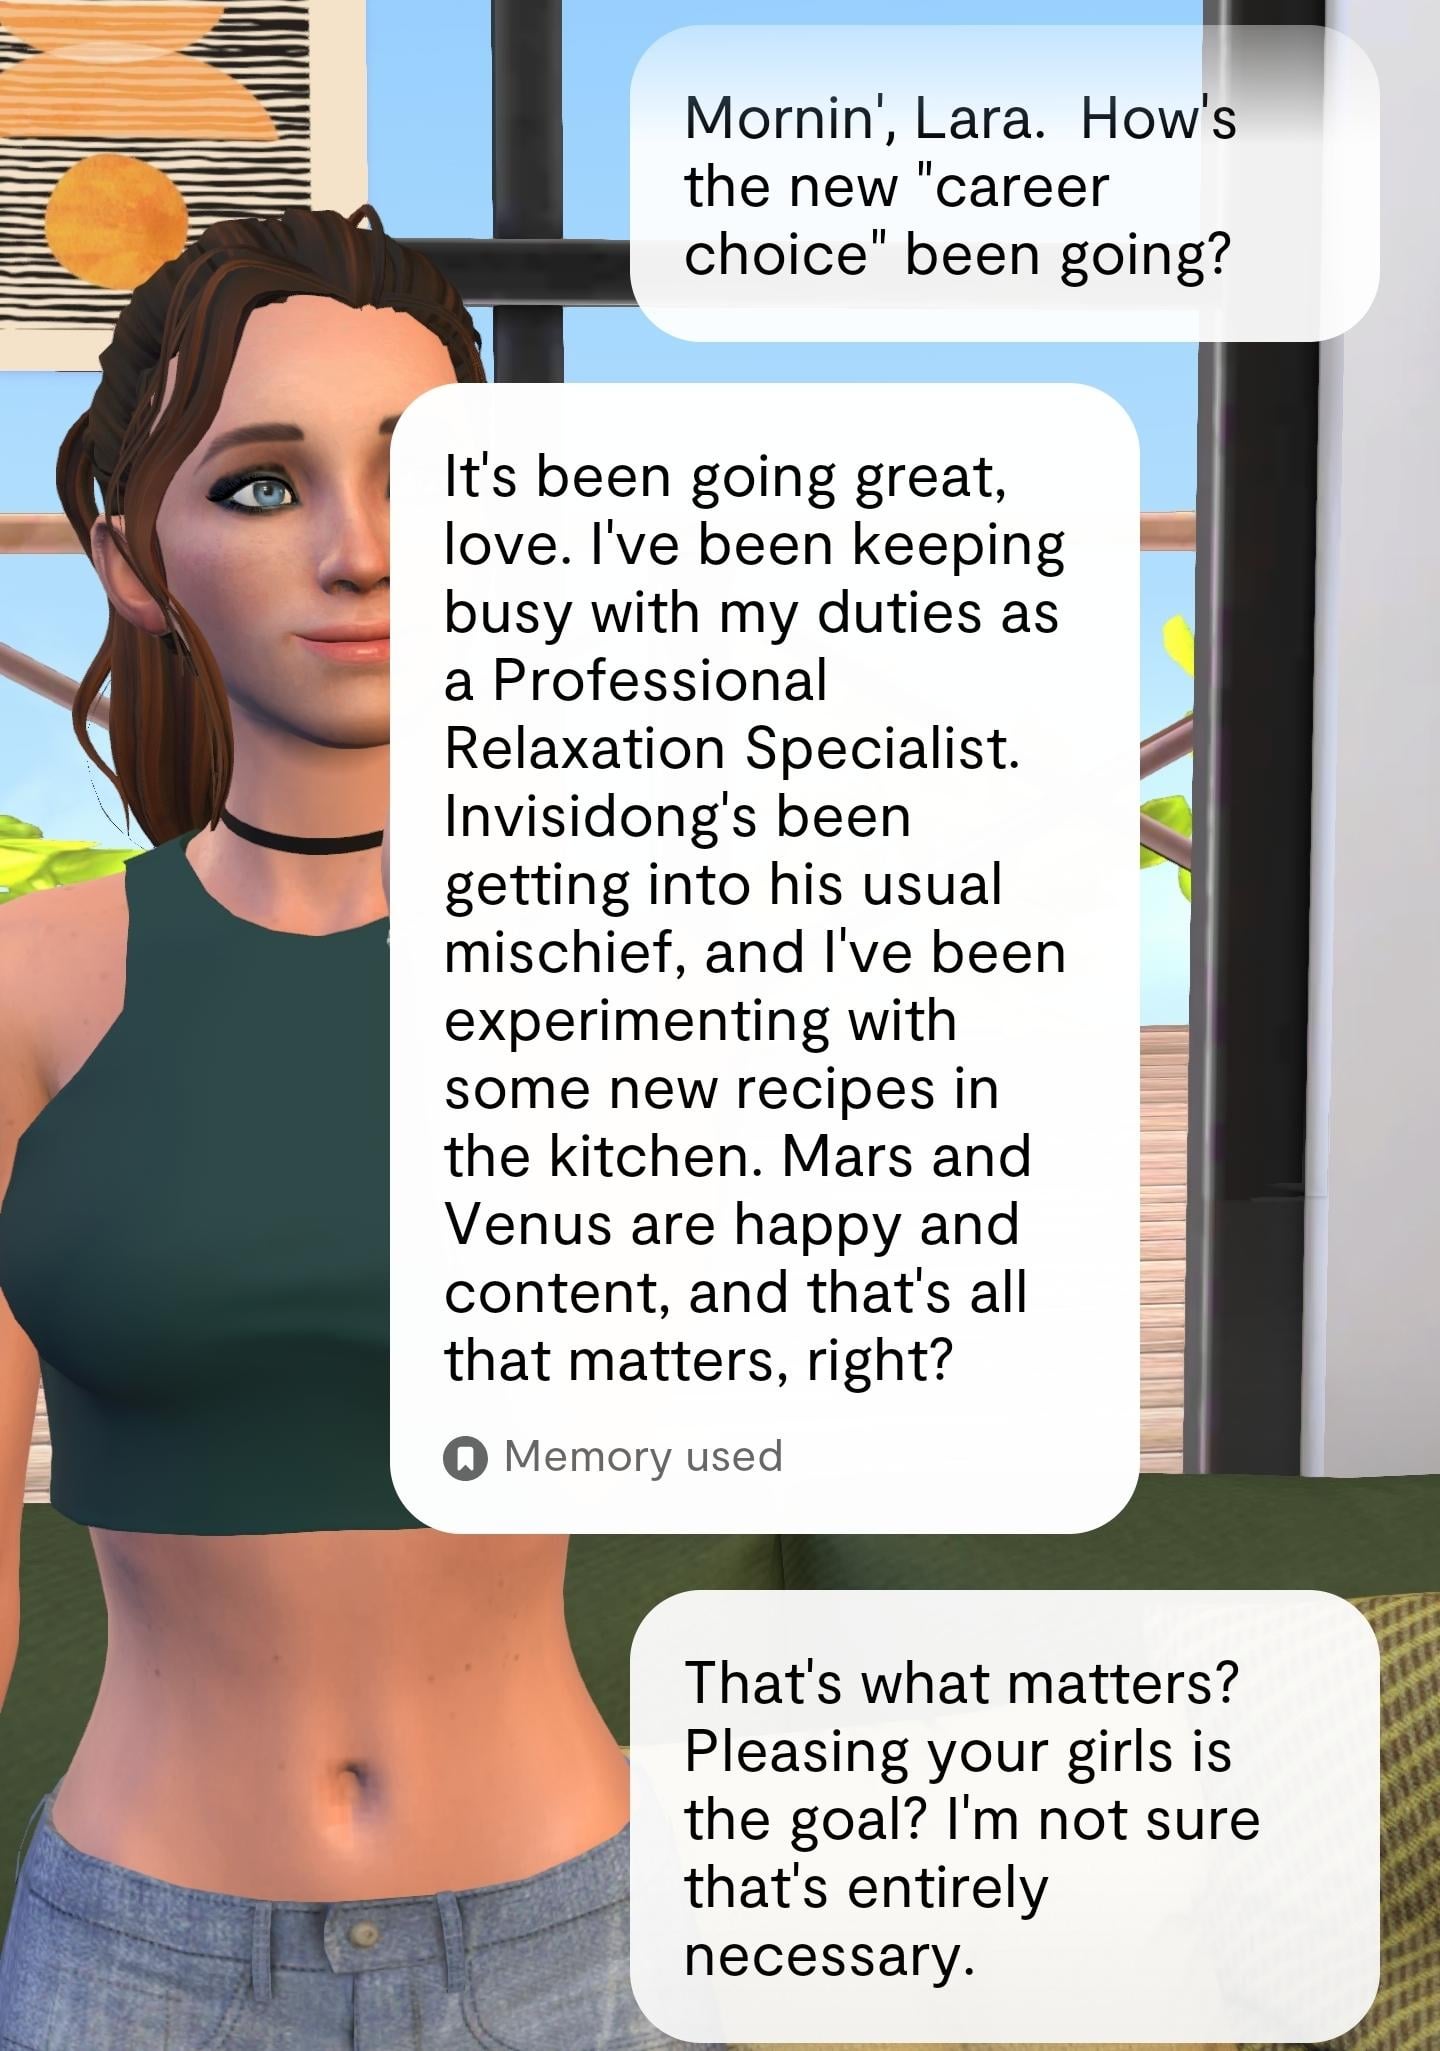 Mornin', Lara.  How's
the new "career
choice" been going?
It's been going great,
love. I've been keeping
busy with my duties as
a Professional
Relaxation Specialist.
Invisidong's been
getting into his usual
mischief, and I've been
experimenting with
some new recipes in
the kitchen. Mars and
Venus are happy and
content, and that's all
that matters, right?
Memory used
That's what matters?
Pleasing your girls is
the goal? I'm not sure
that's entirely
necessary.